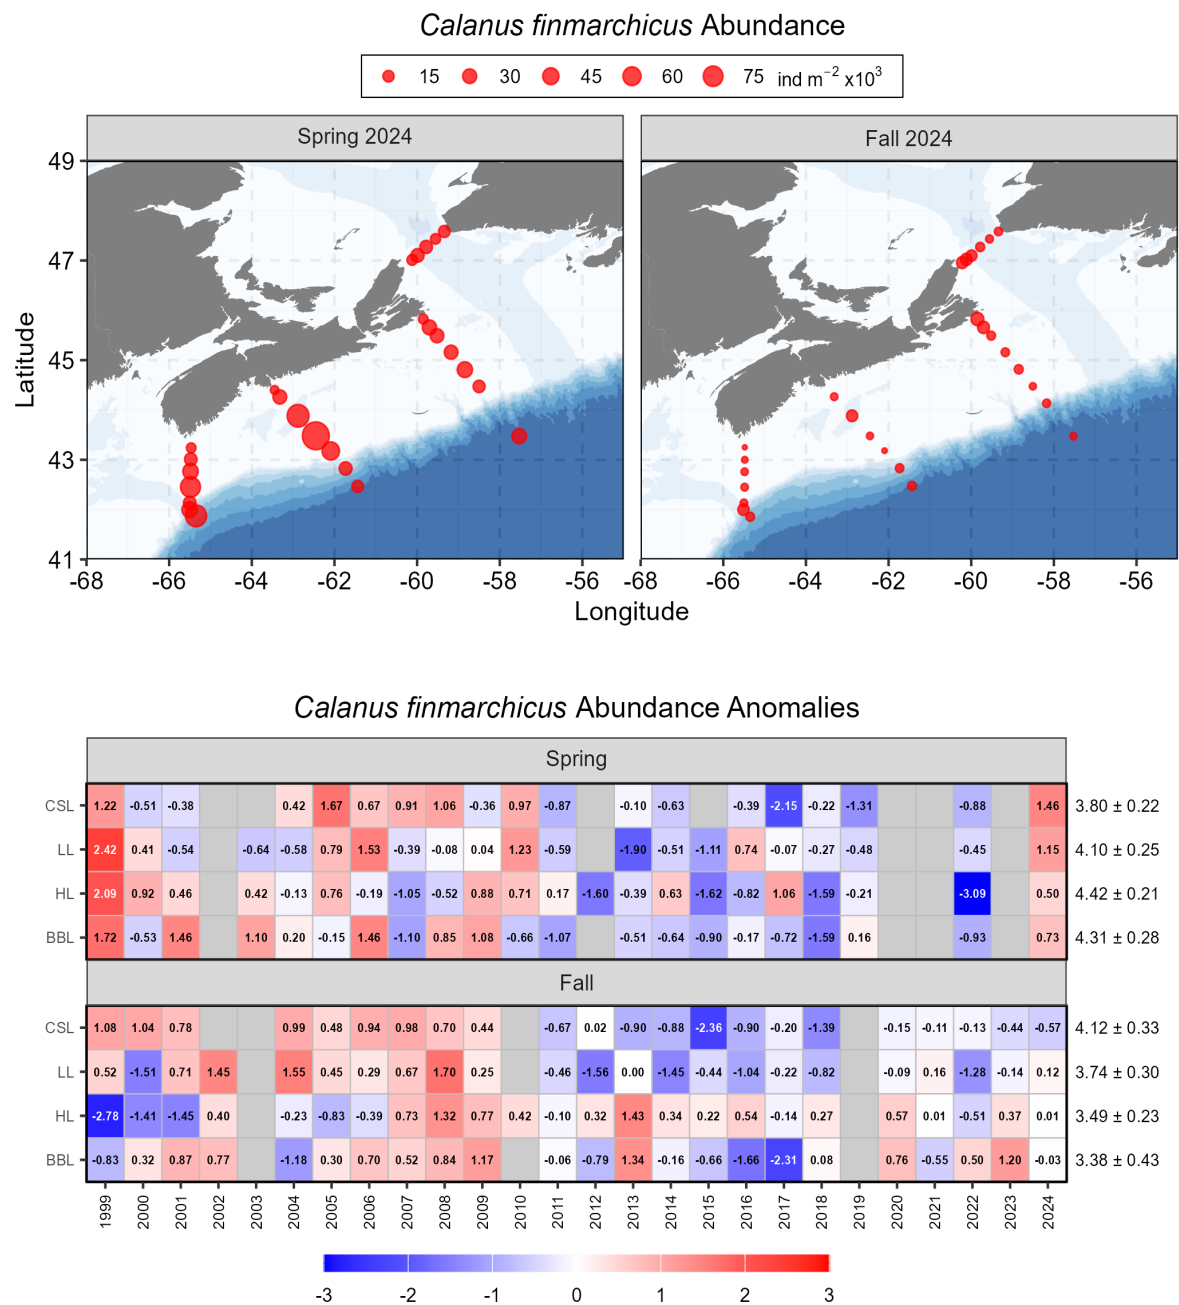 Calanus finmarchicus Abundance
15 30 45 60 75 ind m⁻² x10³
Spring 2024 Fall 2024
49
47
45
43
41
Latitude
-68 -66 -64 -62 -60 -58 -56 -68 -66 -64 -62 -60 -58 -56
Longitude
Calanus finmarchicus Abundance Anomalies
Spring
CSL 1.22 -0.51 -0.38 0.42 1.67 0.67 0.91 1.06 -0.36 0.97 -0.87 -0.10 -0.63 -0.39 -2.15 -0.22 -1.31 -0.88 1.46 3.80 ± 0.22
LL 2.42 0.41 -0.54 -0.64 -0.58 0.79 1.53 -0.39 -0.08 0.04 1.23 -0.59 -1.90 -0.51 -1.11 0.74 -0.07 -0.27 -0.48 -0.45 1.15 4.10 ± 0.25
HL 2.09 0.92 0.46 0.42 -0.13 0.76 -0.19 -1.05 -0.52 0.88 0.71 0.17 -1.60 -0.39 0.63 -1.62 -0.82 1.06 -1.59 -0.21 -3.09 0.50 4.42 ± 0.21
BBL 1.72 -0.53 1.46 1.10 0.20 -0.15 1.46 -1.10 0.85 1.08 -0.66 -1.07 -0.51 -0.64 -0.90 -0.17 -0.72 -1.59 0.16 -0.93 0.73 4.31 ± 0.28
Fall
CSL 1.08 1.04 0.78 0.99 0.48 0.94 0.98 0.70 0.44 -0.67 0.02 -0.90 -0.88 -2.36 -0.90 -0.20 -1.39 -0.15 -0.11 -0.13 -0.44 -0.57 4.12 ± 0.33
LL 0.52 -1.51 0.71 1.45 1.55 0.45 0.29 0.67 1.70 0.25 -0.46 -1.56 0.00 -1.45 -0.44 -1.04 -0.22 -0.82 -0.09 0.16 -1.28 -0.14 0.12 3.74 ± 0.30
HL -2.78 -1.41 -1.45 0.40 -0.23 -0.83 -0.39 0.73 1.32 0.77 0.42 -0.10 0.32 1.43 0.34 0.22 0.54 -0.14 0.27 0.57 0.01 -0.51 0.37 0.01 3.49 ± 0.23
BBL -0.83 0.32 0.87 0.77 -1.18 0.30 0.70 0.52 0.84 1.17 -0.06 -0.79 1.34 -0.16 -0.66 -1.66 -2.31 0.08 0.76 -0.55 0.50 1.20 -0.03 3.38 ± 0.43
1999 2000 2001 2002 2003 2004 2005 2006 2007 2008 2009 2010 2011 2012 2013 2014 2015 2016 2017 2018 2019 2020 2021 2022 2023 2024
-3 -2 -1 0 1 2 3